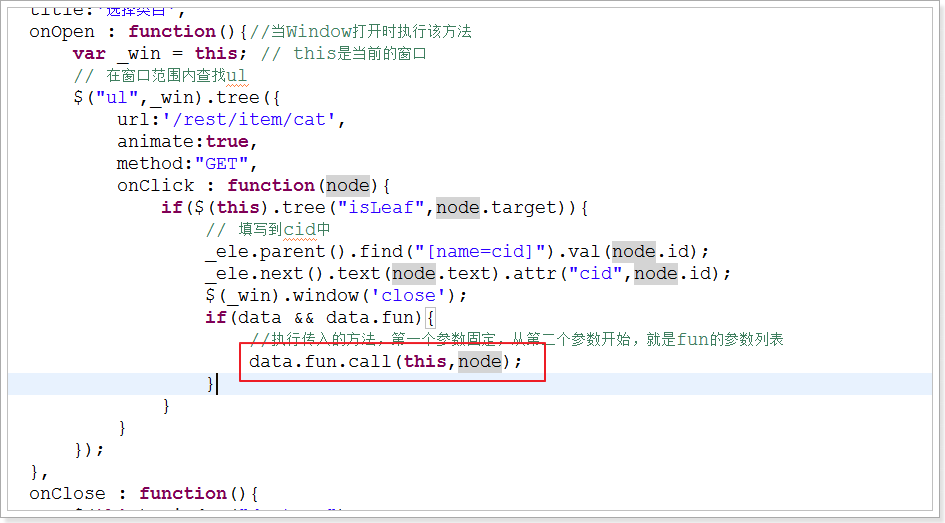 title:'选择类目',
onOpen : function(){//当Window打开时执行该方法
var _win = this; // this是当前的窗口
// 在窗口范围内查找ul
$("ul",_win).tree({
url:'/rest/item/cat',
animate:true,
method:"GET",
onClick : function(node){
if($(this).tree("isLeaf",node.target)){
// 填写到cid中
_ele.parent().find("[name=cid]").val(node.id);
_ele.next().text(node.text).attr("cid",node.id);
$(_win).window('close');
if(data && data.fun){
//执行传入的方法，第一个参数固定，从第二个参数开始，就是fun的参数列表
data.fun.call(this,node);
}
}
}
});
},
onClose : function(){